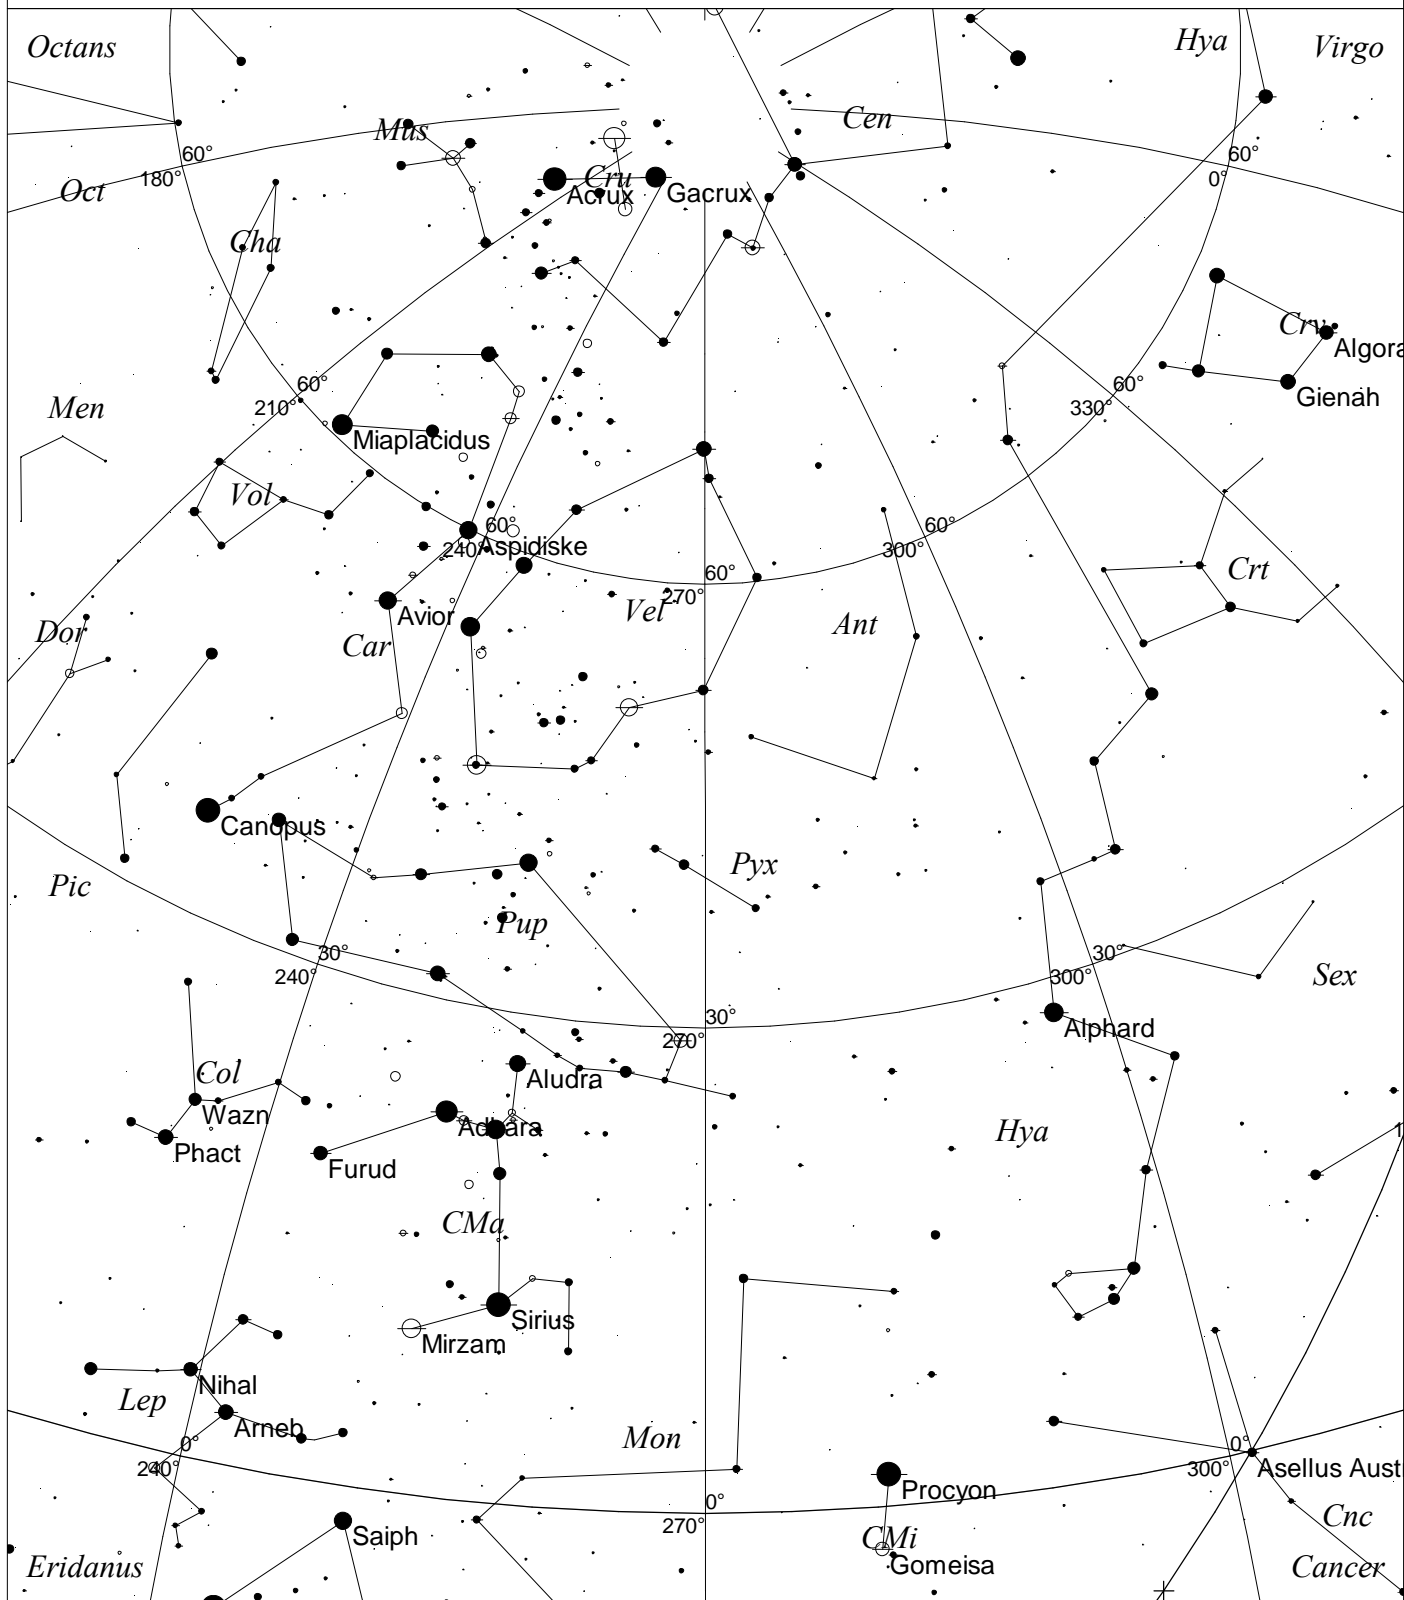 Octans
Hya
Virgo
Mus
Cen
60°
180°
60°
0°
Oct
Cru
Acrux
Gacrux
Cha
Crv
Algora
Gienah
60°
210°
60°
330°
Men
Miaplacidus
Vol
60°
240°
Aspidiske
60°
300°
60°
270°
Crt
Avior
Vel
Ant
Dor
Car
Canopus
Pyx
Pic
Pup
30°
240°
30°
300°
Sex
30°
270°
Alphard
Col
Aludra
Wazn
Adhara
Phact
Furud
Hya
1
CMa
Sirius
Mirzam
Nihal
Lep
Arneb
Mon
0°
240°
0°
300°
Asellus Aust
Procyon
0°
270°
Cnc
Saiph
CMi
Gomeisa
Eridanus
Cancer